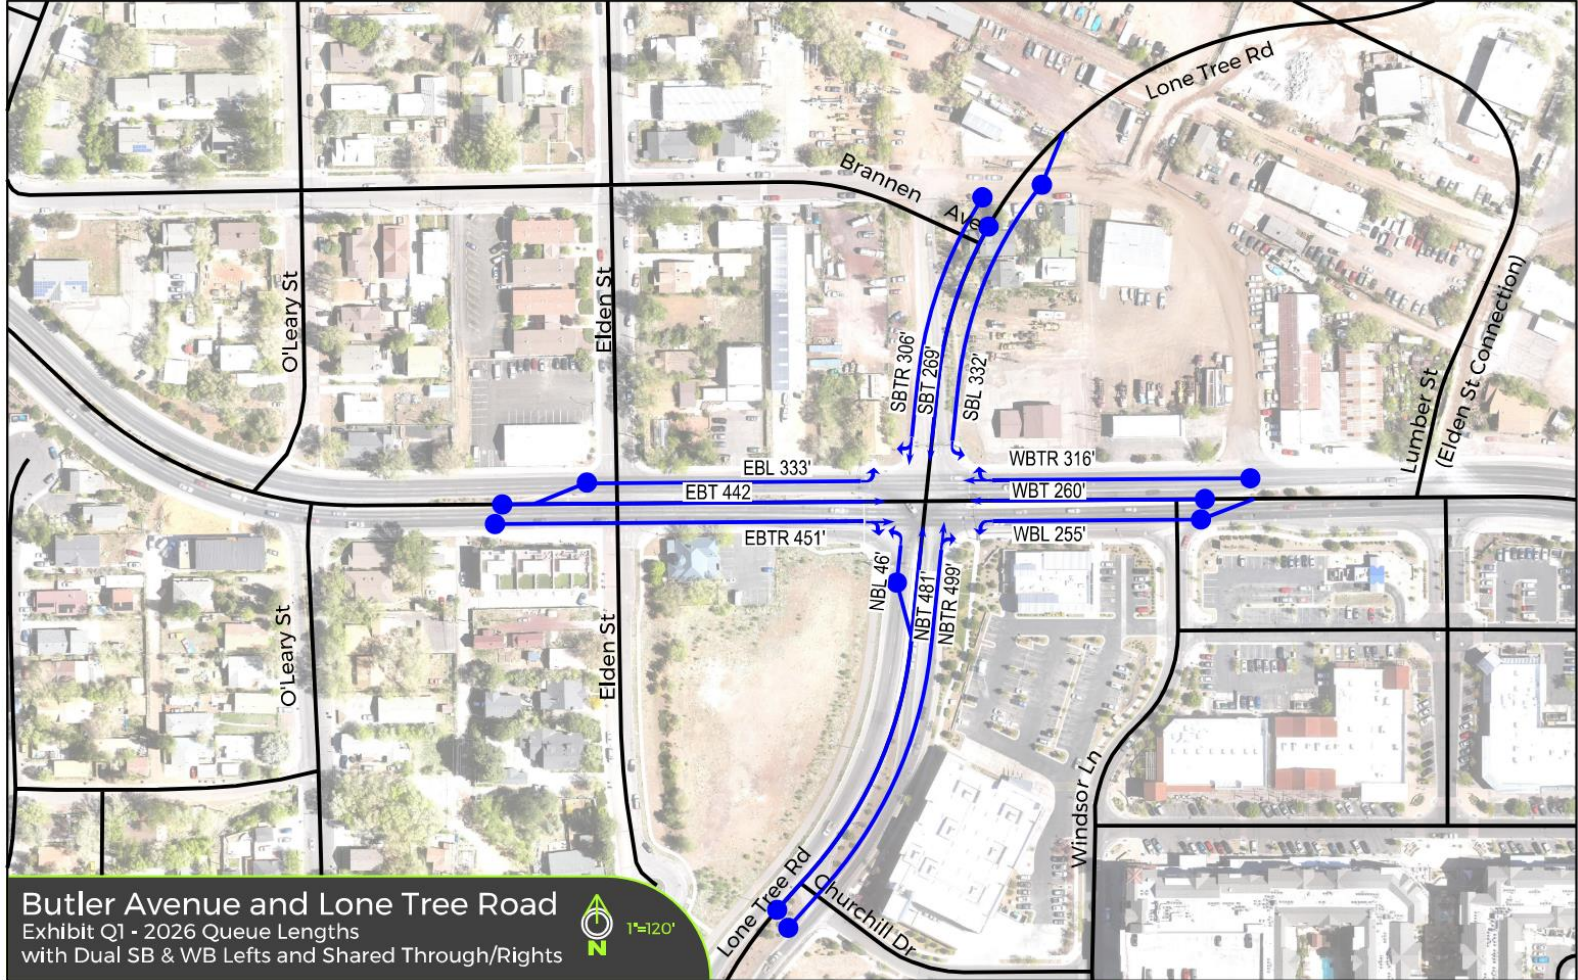 Lone Tree Rd
Brannen
Ave
O'Leary St
Elden St
SBTR 306'
SBT 269'
SBL 332'
Lumber St
(Elden St Connection)
EBL 333'
WBTR 316'
EBT 442
WBT 260'
EBTR 451'
WBL 255'
NBL 46'
NBT 481'
NBTR 499'
O'Leary St
Elden St
Windsor Ln
Lone Tree Rd
Churchill Dr
Butler Avenue and Lone Tree Road
Exhibit Q1 - 2026 Queue Lengths
with Dual SB & WB Lefts and Shared Through/Rights
N
1"=120'